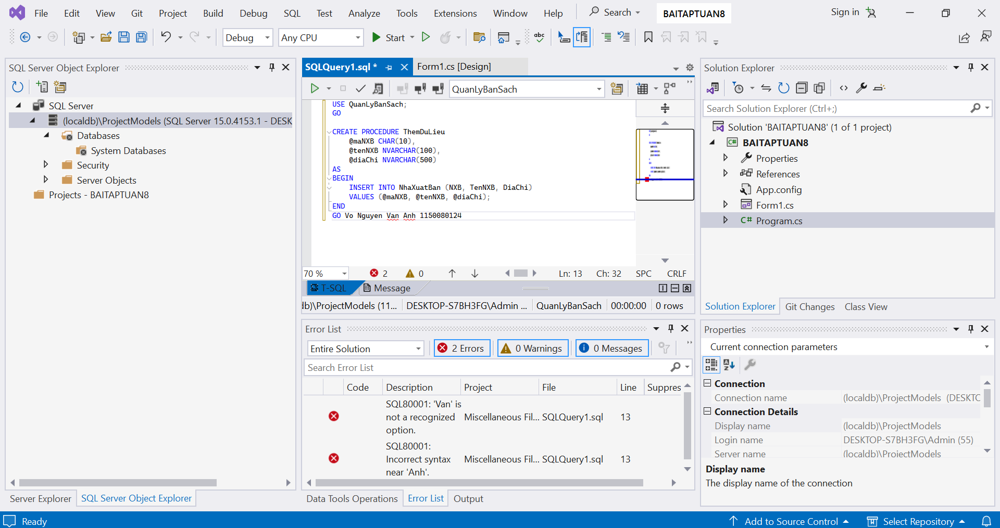 File Edit View Git Project Build Debug SQL Test Analyze Tools Extensions Window Help Search BAITAPTUAN8 Sign in
Debug Any CPU Start abc
SQL Server Object Explorer
SQL Server
(localdb)\ProjectModels (SQL Server 15.0.4153.1 - DESK
Databases
System Databases
Security
Server Objects
Projects - BAITAPTUAN8
Server Explorer SQL Server Object Explorer
SQLQuery1.sql * Form1.cs [Design]
QuanLyBanSach
USE QuanLyBanSach;
GO
CREATE PROCEDURE ThemDuLieu
@maNXB CHAR(10),
@tenNXB NVARCHAR(100),
@diaChi NVARCHAR(500)
AS
BEGIN
INSERT INTO NhaXuatBan (NXB, TenNXB, DiaChi)
VALUES (@maNXB, @tenNXB, @diaChi);
END
GO Vo Nguyen Van Anh 1150080124
70 % 2 0 Ln: 13 Ch: 32 SPC CRLF
T-SQL Message
db)\ProjectModels (11... DESKTOP-S7BH3FG\Admin ... QuanLyBanSach 00:00:00 0 rows
Error List
Entire Solution 2 Errors 0 Warnings 0 Messages
Search Error List
Code Description Project File Line Suppres
SQL80001: 'Van' is
not a recognized Miscellaneous Fil... SQLQuery1.sql 13
option.
SQL80001:
Incorrect syntax Miscellaneous Fil... SQLQuery1.sql 13
near 'Anh'.
Data Tools Operations Error List Output
Solution Explorer
Search Solution Explorer (Ctrl+;)
Solution 'BAITAPTUAN8' (1 of 1 project)
C# BAITAPTUAN8
Properties
References
App.config
Form1.cs
C# Program.cs
Solution Explorer Git Changes Class View
Properties
Current connection parameters
Connection
Connection name (localdb)\ProjectModels (DESKTC
Connection Details
Display name (localdb)\ProjectModels
Login name DESKTOP-S7BH3FG\Admin (55)
Server name (localdb)\ProjectModels
Display name
The display name of the connection
Ready Add to Source Control Select Repository